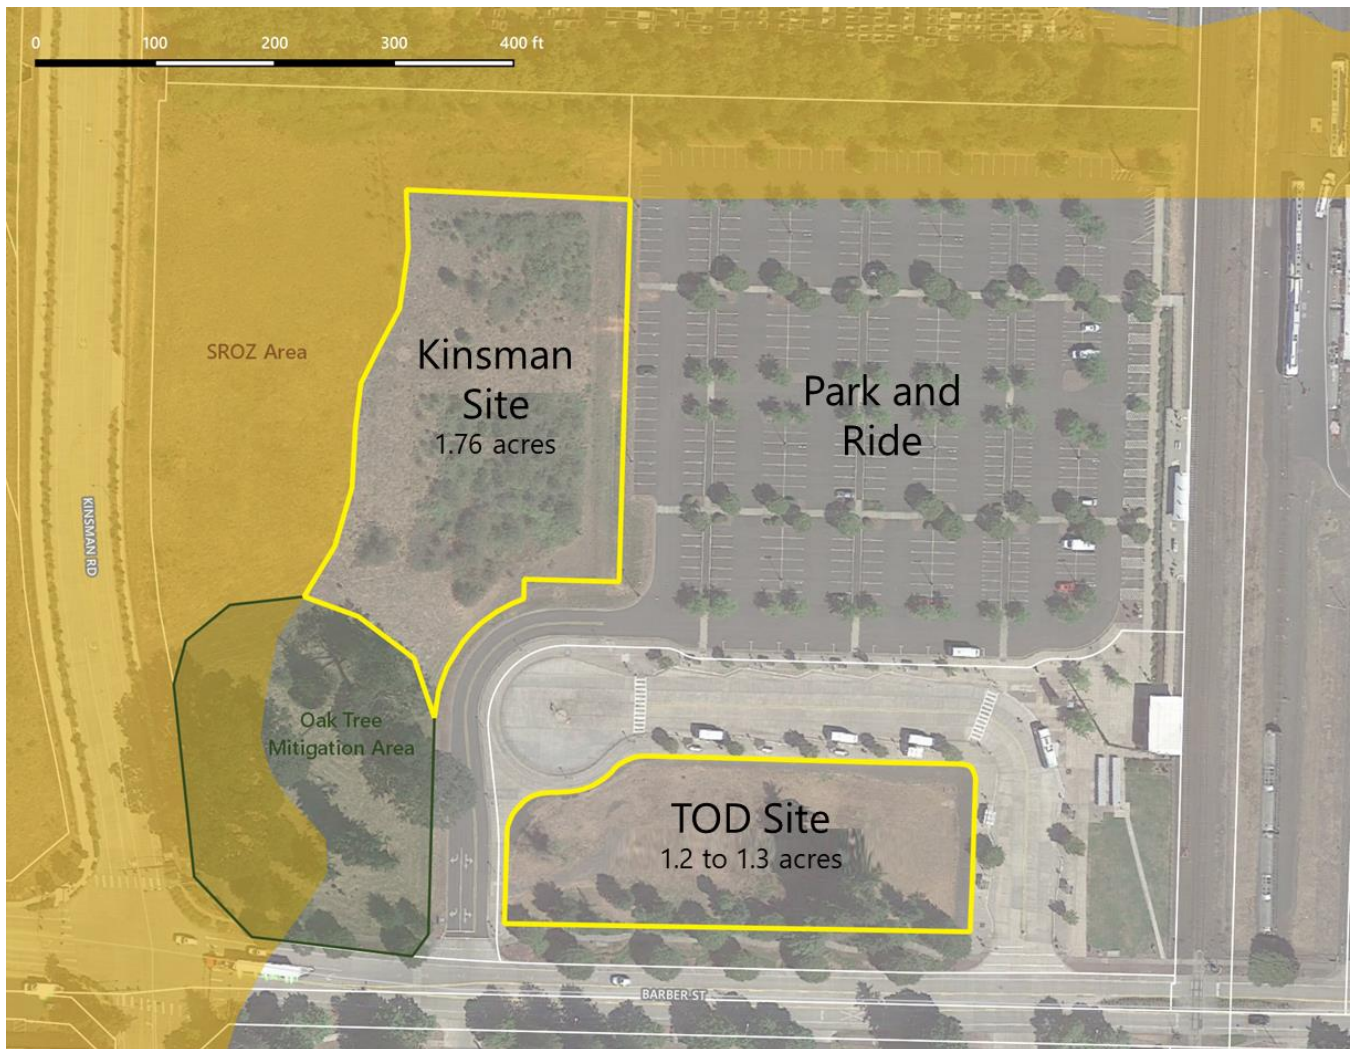 0 100 200 300 400 ft
SROZ Area
Kinsman
Site
1.76 acres
Park and
Ride
KINSMAN RD
Oak Tree
Mitigation Area
TOD Site
1.2 to 1.3 acres
BARBER ST